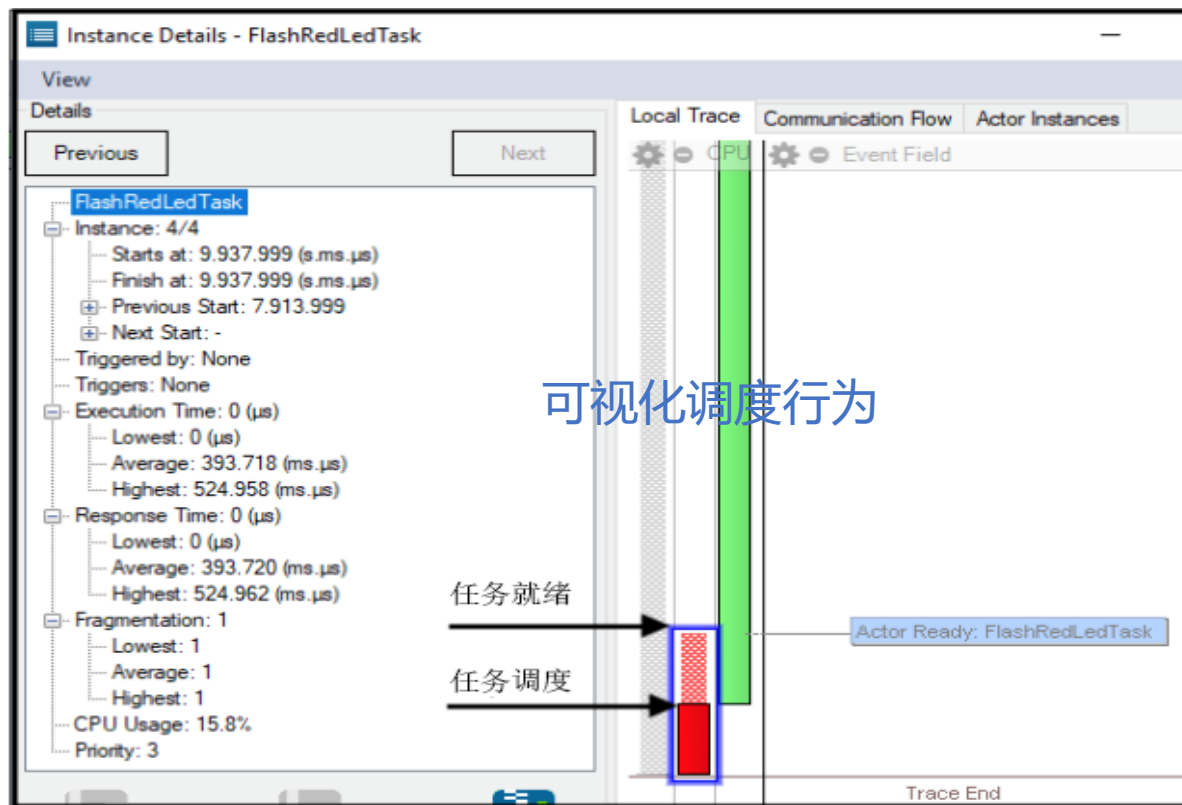 Instance Details - FlashRedLedTask
View
Details
Previous
Next
FlashRedLedTask
Instance: 4/4
Starts at: 9.937.999 (s.ms.µs)
Finish at: 9.937.999 (s.ms.µs)
Previous Start: 7.913.999
Next Start: -
Triggered by: None
Triggers: None
Execution Time: 0 (µs)
Lowest: 0 (µs)
Average: 393.718 (ms.µs)
Highest: 524.958 (ms.µs)
Response Time: 0 (µs)
Lowest: 0 (µs)
Average: 393.720 (ms.µs)
Highest: 524.962 (ms.µs)
Fragmentation: 1
Lowest: 1
Average: 1
Highest: 1
CPU Usage: 15.8%
Priority: 3
Local Trace
Communication Flow
Actor Instances
CPU
Event Field
可视化调度行为
任务就绪
Actor Ready: FlashRedLedTask
任务调度
Trace End